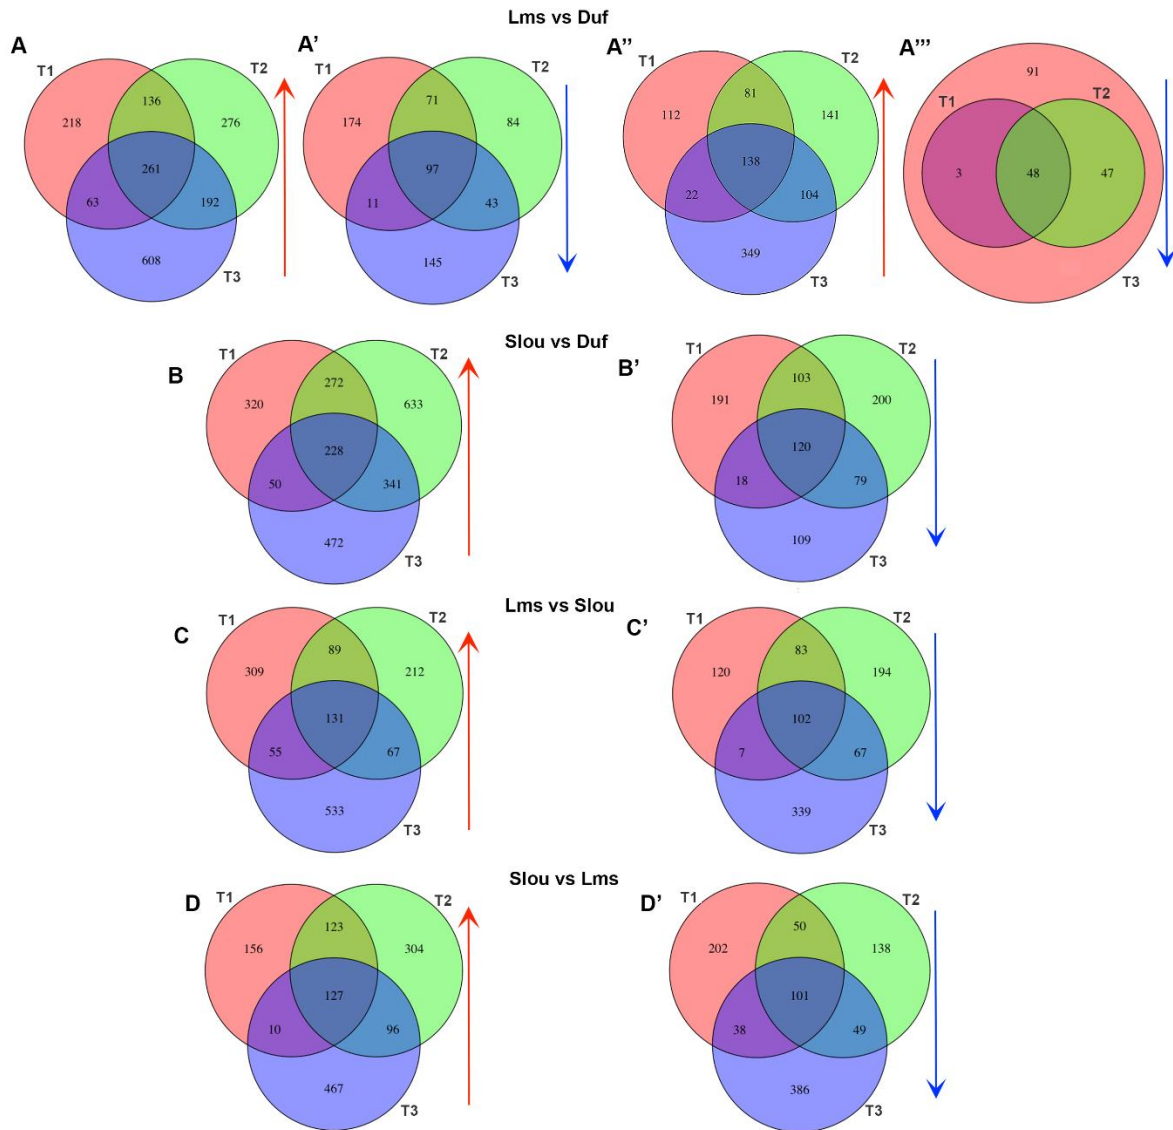 Lms vs Duf
A
A'
A''
A'''
T1
T2
136
218
276
261
63
192
608
T3
T1
T2
71
174
84
97
11
43
145
T3
T1
T2
81
112
141
138
22
104
349
T3
91
T1
T2
3
48
47
T3
Slou vs Duf
B
T1
T2
272
320
633
228
50
341
472
T3
B'
T1
T2
103
191
200
120
18
79
109
T3
Lms vs Slou
C
T1
T2
89
309
212
131
55
67
533
T3
C'
T1
T2
83
120
194
102
7
67
339
T3
Slou vs Lms
D
T1
T2
123
156
304
127
10
96
467
T3
D'
T1
T2
50
202
138
101
38
49
386
T3